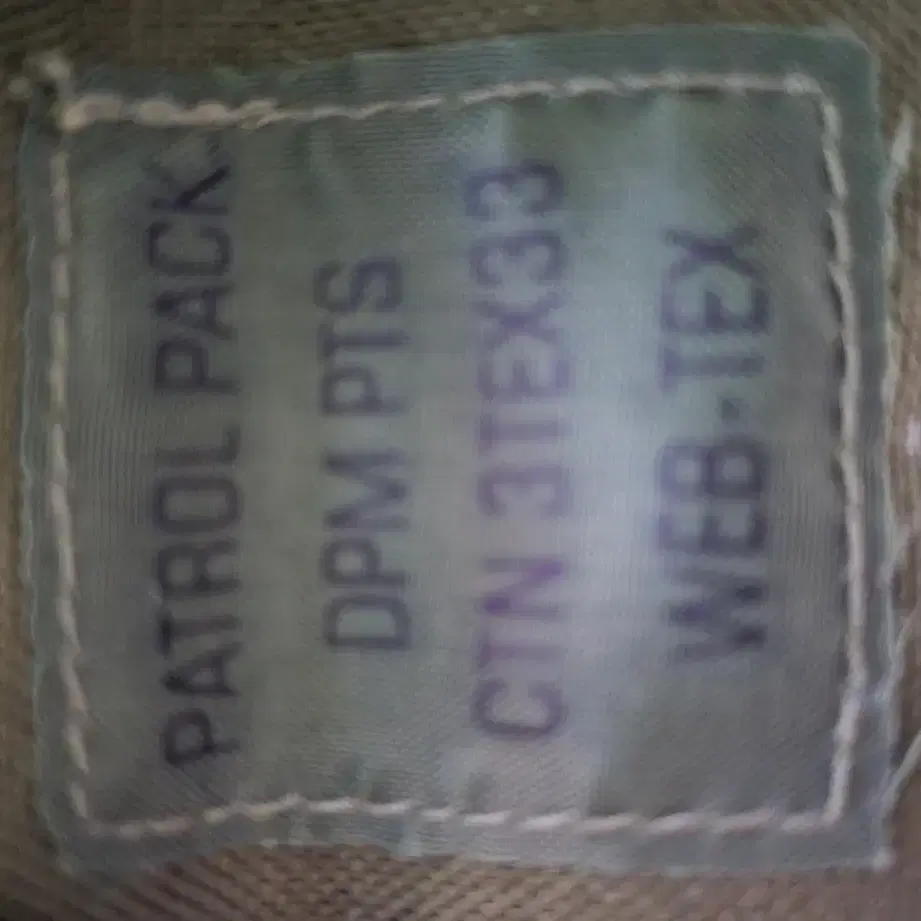 PATROL PACK
DPM PTS
CTN 3TEX33
WEB-TEX